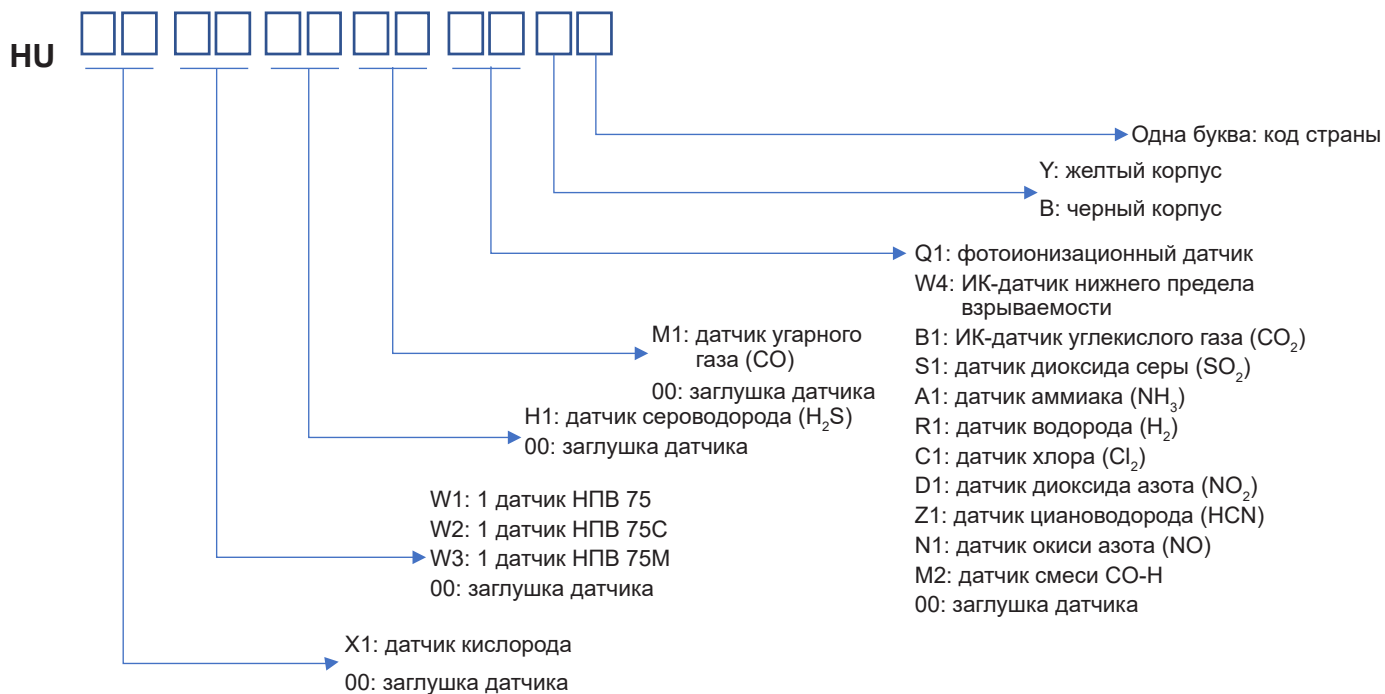 HU
Одна буква: код страны
Y: желтый корпус
B: черный корпус
Q1: фотоионизационный датчик
W4: ИК-датчик нижнего предела
взрываемости
B1: ИК-датчик углекислого газа (CO₂)
S1: датчик диоксида серы (SO₂)
A1: датчик аммиака (NH₃)
R1: датчик водорода (H₂)
C1: датчик хлора (Cl₂)
D1: датчик диоксида азота (NO₂)
Z1: датчик циановодорода (HCN)
N1: датчик окиси азота (NO)
M2: датчик смеси CO-H
00: заглушка датчика
M1: датчик угарного
газа (CO)
00: заглушка датчика
H1: датчик сероводорода (H₂S)
00: заглушка датчика
W1: 1 датчик НПВ 75
W2: 1 датчик НПВ 75C
W3: 1 датчик НПВ 75M
00: заглушка датчика
X1: датчик кислорода
00: заглушка датчика